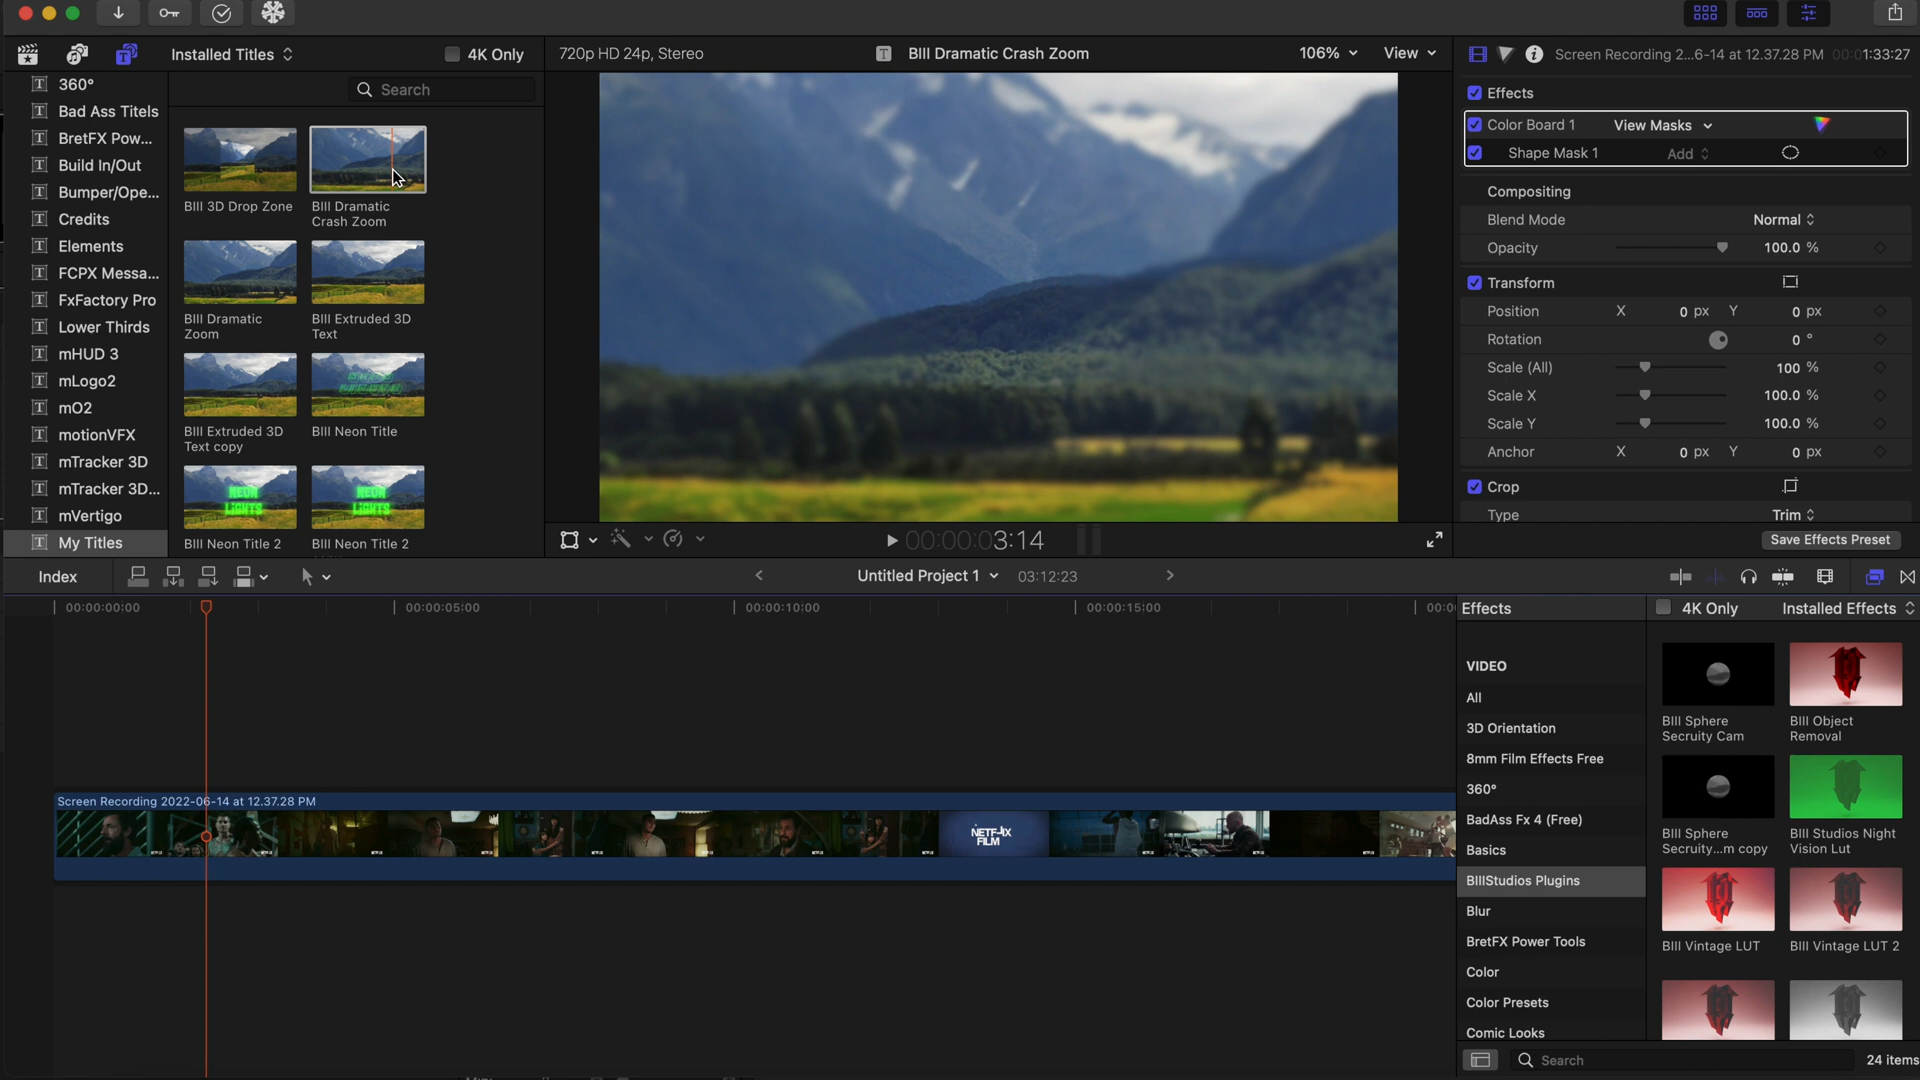 Installed Titles
4K Only
720p HD 24p, Stereo
BIII Dramatic Crash Zoom
106%
View
Screen Recording 2...6-14 at 12.37.28 PM
00:01:33:27
360°
Bad Ass Titels
BretFX Pow...
Build In/Out
Bumper/Ope...
Credits
Elements
FCPX Messa...
FxFactory Pro
Lower Thirds
mHUD 3
mLogo2
mO2
motionVFX
mTracker 3D
mTracker 3D...
mVertigo
My Titles
Search
BIII 3D Drop Zone
BIII Dramatic
Crash Zoom
BIII Dramatic
Zoom
BIII Extruded 3D
Text
BIII Extruded 3D
Text copy
BIII Neon Title
NEON
LIGHTS
NEON
LIGHTS
BIII Neon Title 2
BIII Neon Title 2
Effects
Color Board 1
View Masks
Shape Mask 1
Add
Compositing
Blend Mode
Normal
Opacity
100.0 %
Transform
Position
X
0 px
Y
0 px
Rotation
0 °
Scale (All)
100 %
Scale X
100.0 %
Scale Y
100.0 %
Anchor
X
0 px
Y
0 px
Crop
Type
Trim
Save Effects Preset
00:00:03:14
Index
Untitled Project 1
03:12:23
00:00:00:00
00:00:05:00
00:00:10:00
00:00:15:00
00:0
Screen Recording 2022-06-14 at 12.37.28 PM
NETFLIX
FILM
Effects
4K Only
Installed Effects
VIDEO
All
3D Orientation
8mm Film Effects Free
360°
BadAss Fx 4 (Free)
Basics
BIIIStudios Plugins
Blur
BretFX Power Tools
Color
Color Presets
Comic Looks
BIII Sphere
Secruity Cam
BIII Object
Removal
BIII Sphere
Secruity...m copy
BIII Studios Night
Vision Lut
BIII Vintage LUT
BIII Vintage LUT 2
Search
24 items